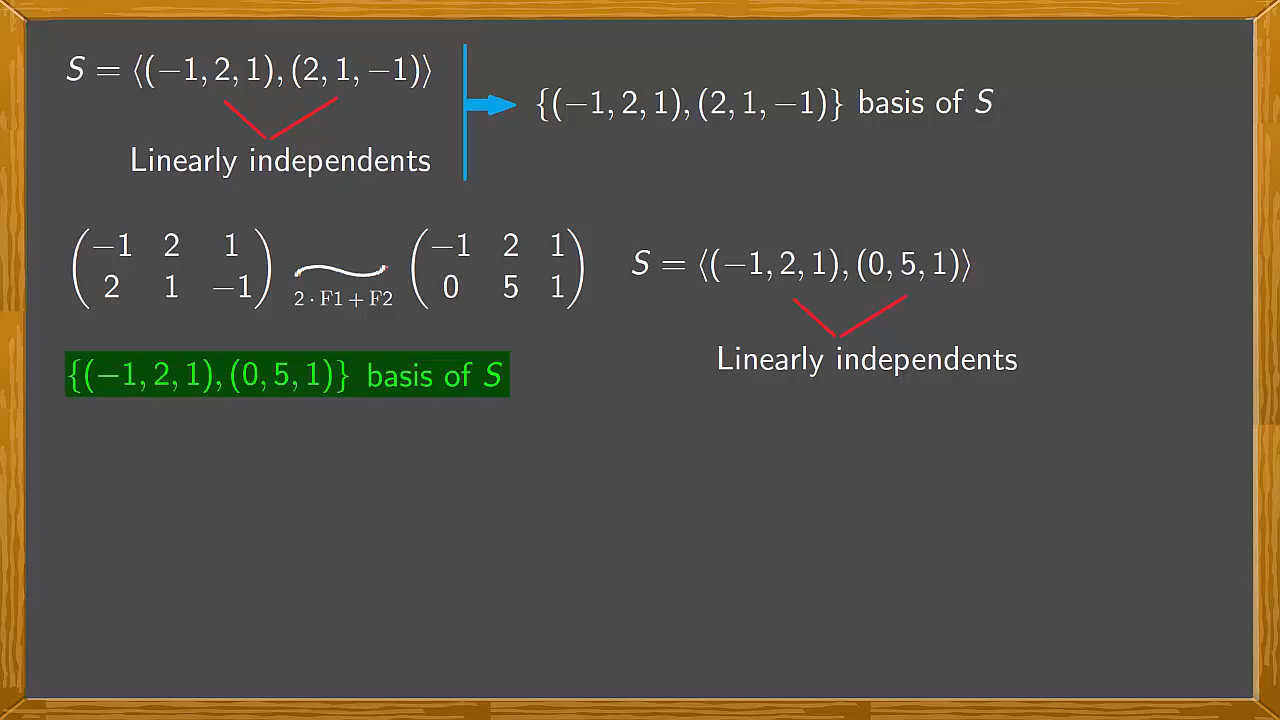 S = ⟨(−1, 2, 1), (2, 1, −1)⟩
{(−1, 2, 1), (2, 1, −1)} basis of S
Linearly independents
−1 2 1
2 1 −1
2 · F1 + F2
−1 2 1
0 5 1
S = ⟨(−1, 2, 1), (0, 5, 1)⟩
Linearly independents
{(−1, 2, 1), (0, 5, 1)} basis of S